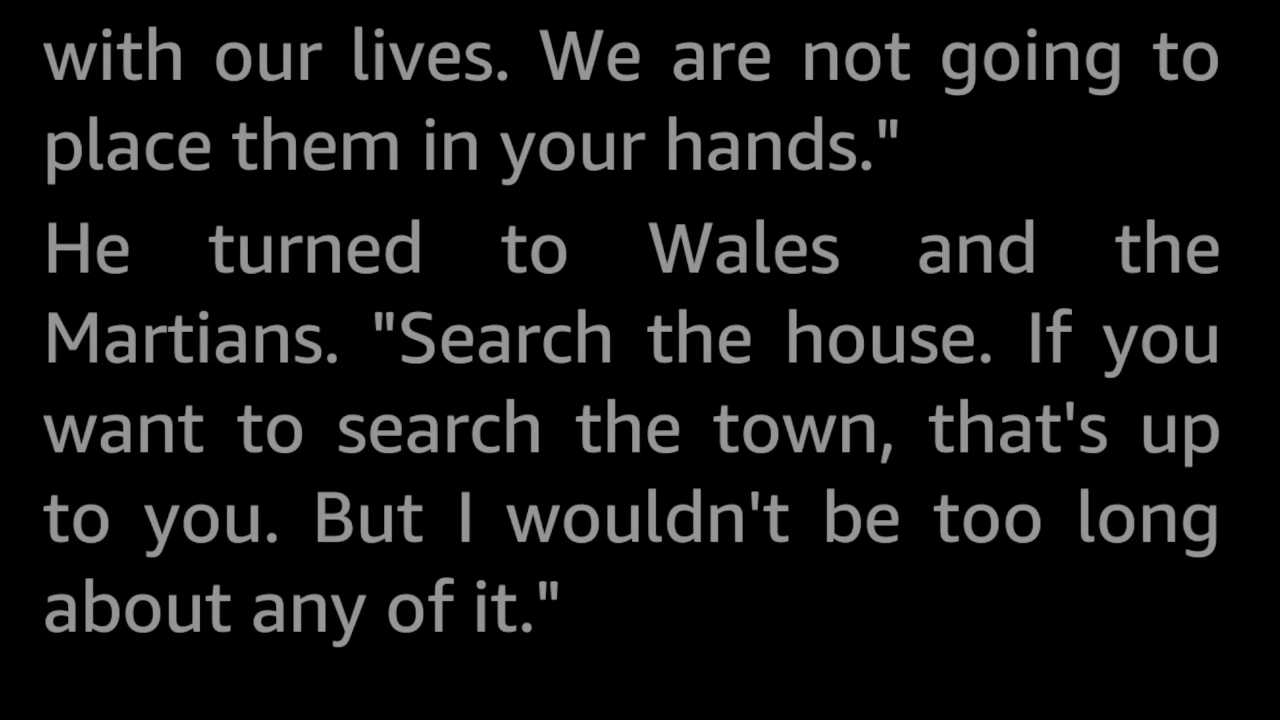 with our lives. We are not going to
place them in your hands."
He turned to Wales and the
Martians. "Search the house. If you
want to search the town, that's up
to you. But I wouldn't be too long
about any of it."